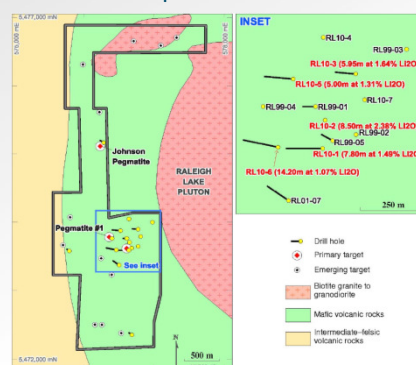 5,477,000 mN
570,000 mE
575,000 mE
Johnson
Pegmatite
RALEIGH
LAKE
PLUTON
Pegmatite #1
See inset
N
500 m
5,472,000 mN
INSET
RL10-4
RL99-03
RL10-3 (5.95m at 1.64% LI2O)
RL10-5 (5.00m at 1.31% LI2O)
RL10-7
RL99-04
RL99-01
RL10-2 (6.50m at 2.38% LI2O)
RL99-02
RL99-05
RL10-1 (7.80m at 1.49% LI2O)
RL10-6 (14.20m at 1.07% LI2O)
RL01-07
250 m
Drill hole
Primary target
Emerging target
Biotite granite to
granodiorite
Mafic volcanic rocks
Intermediate-felsic
volcanic rocks